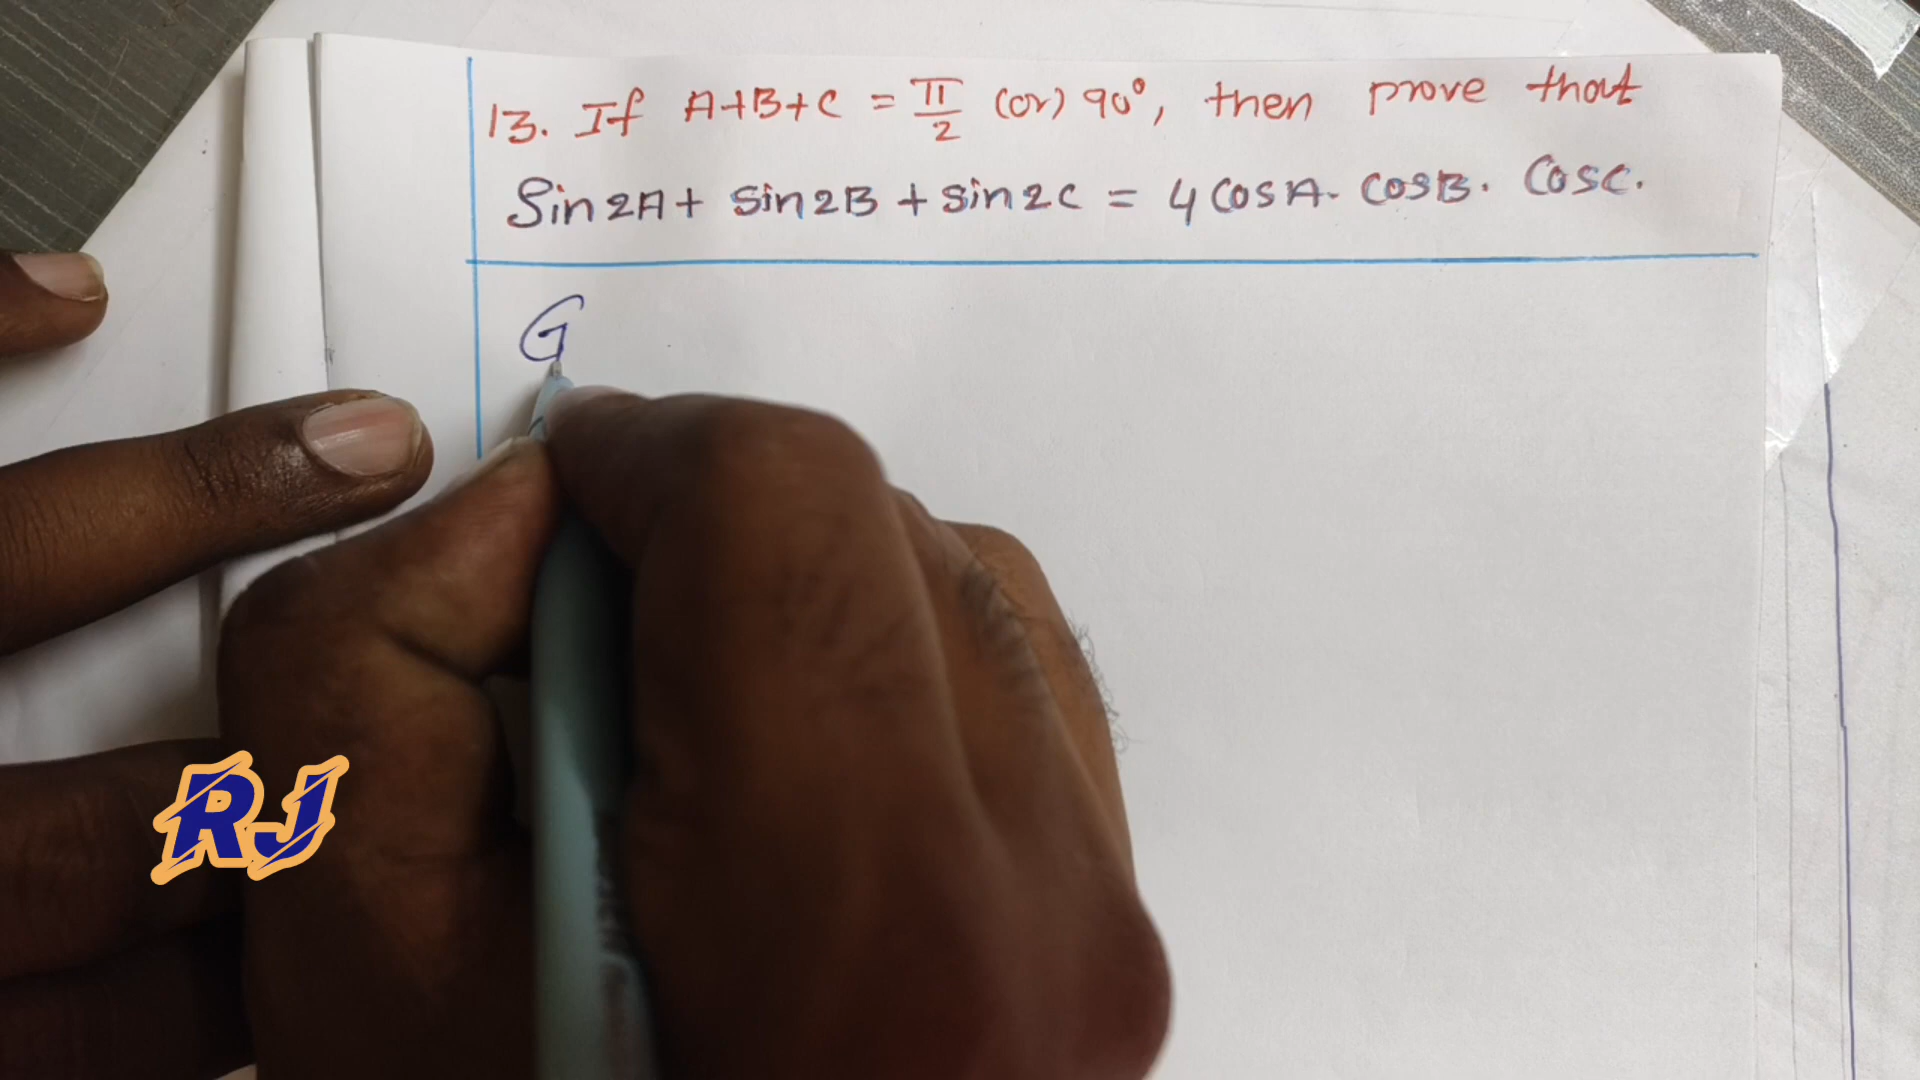 13. If A+B+C = π/2 (or) 90°, then prove that
Sin2A + sin2B + sin2C = 4 cosA. cosB. cosc.
G
RJ